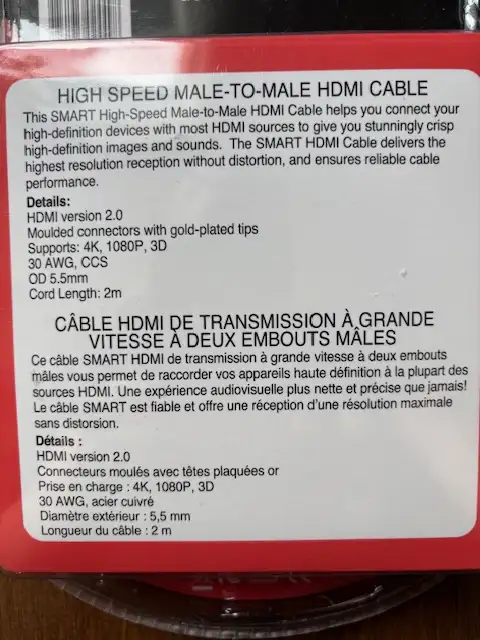 HIGH SPEED MALE-TO-MALE HDMI CABLE
This SMART High-Speed Male-to-Male HDMI Cable helps you connect your
high-definition devices with most HDMI sources to give you stunningly crisp
high-definition images and sounds. The SMART HDMI Cable delivers the
highest resolution reception without distortion, and ensures reliable cable
performance.
Details:
HDMI version 2.0
Moulded connectors with gold-plated tips
Supports: 4K, 1080P, 3D
30 AWG, CCS
OD 5.5mm
Cord Length: 2m
CÂBLE HDMI DE TRANSMISSION À GRANDE
VITESSE À DEUX EMBOUTS MÂLES
Ce câble SMART HDMI de transmission à grande vitesse à deux embouts
mâles vous permet de raccorder vos appareils haute définition à la plupart des
sources HDMI. Une expérience audiovisuelle plus nette et précise que jamais!
Le câble SMART est fiable et offre une réception d'une résolution maximale
sans distorsion.
Détails :
HDMI version 2.0
Connecteurs moulés avec têtes plaquées or
Prise en charge : 4K, 1080P, 3D
30 AWG, acier cuivré
Diamètre extérieur : 5,5 mm
Longueur du câble : 2 m